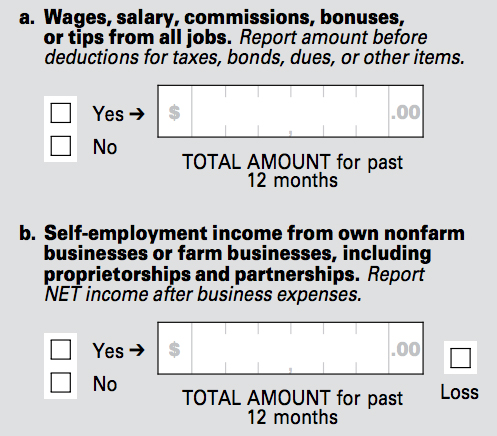 a. Wages, salary, commissions, bonuses,
or tips from all jobs. Report amount before
deductions for taxes, bonds, dues, or other items.
Yes → $ .00
No
TOTAL AMOUNT for past
12 months
b. Self-employment income from own nonfarm
businesses or farm businesses, including
proprietorships and partnerships. Report
NET income after business expenses.
Yes → $ .00
No
Loss
TOTAL AMOUNT for past
12 months